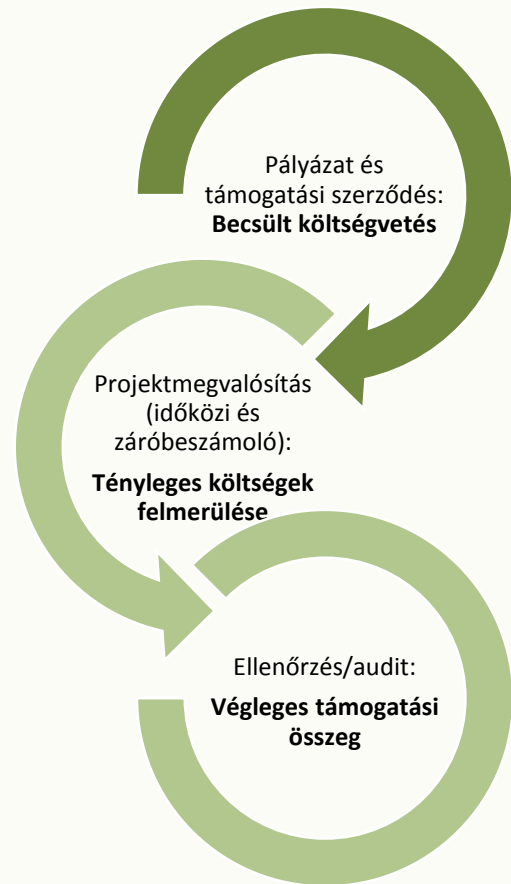 Pályázat és
támogatási szerződés:
Becsült költségvetés
Projektmegvalósítás
(időközi és
záróbeszámoló):
Tényleges költségek
felmerülése
Ellenőrzés/audit:
Végleges támogatási
összeg